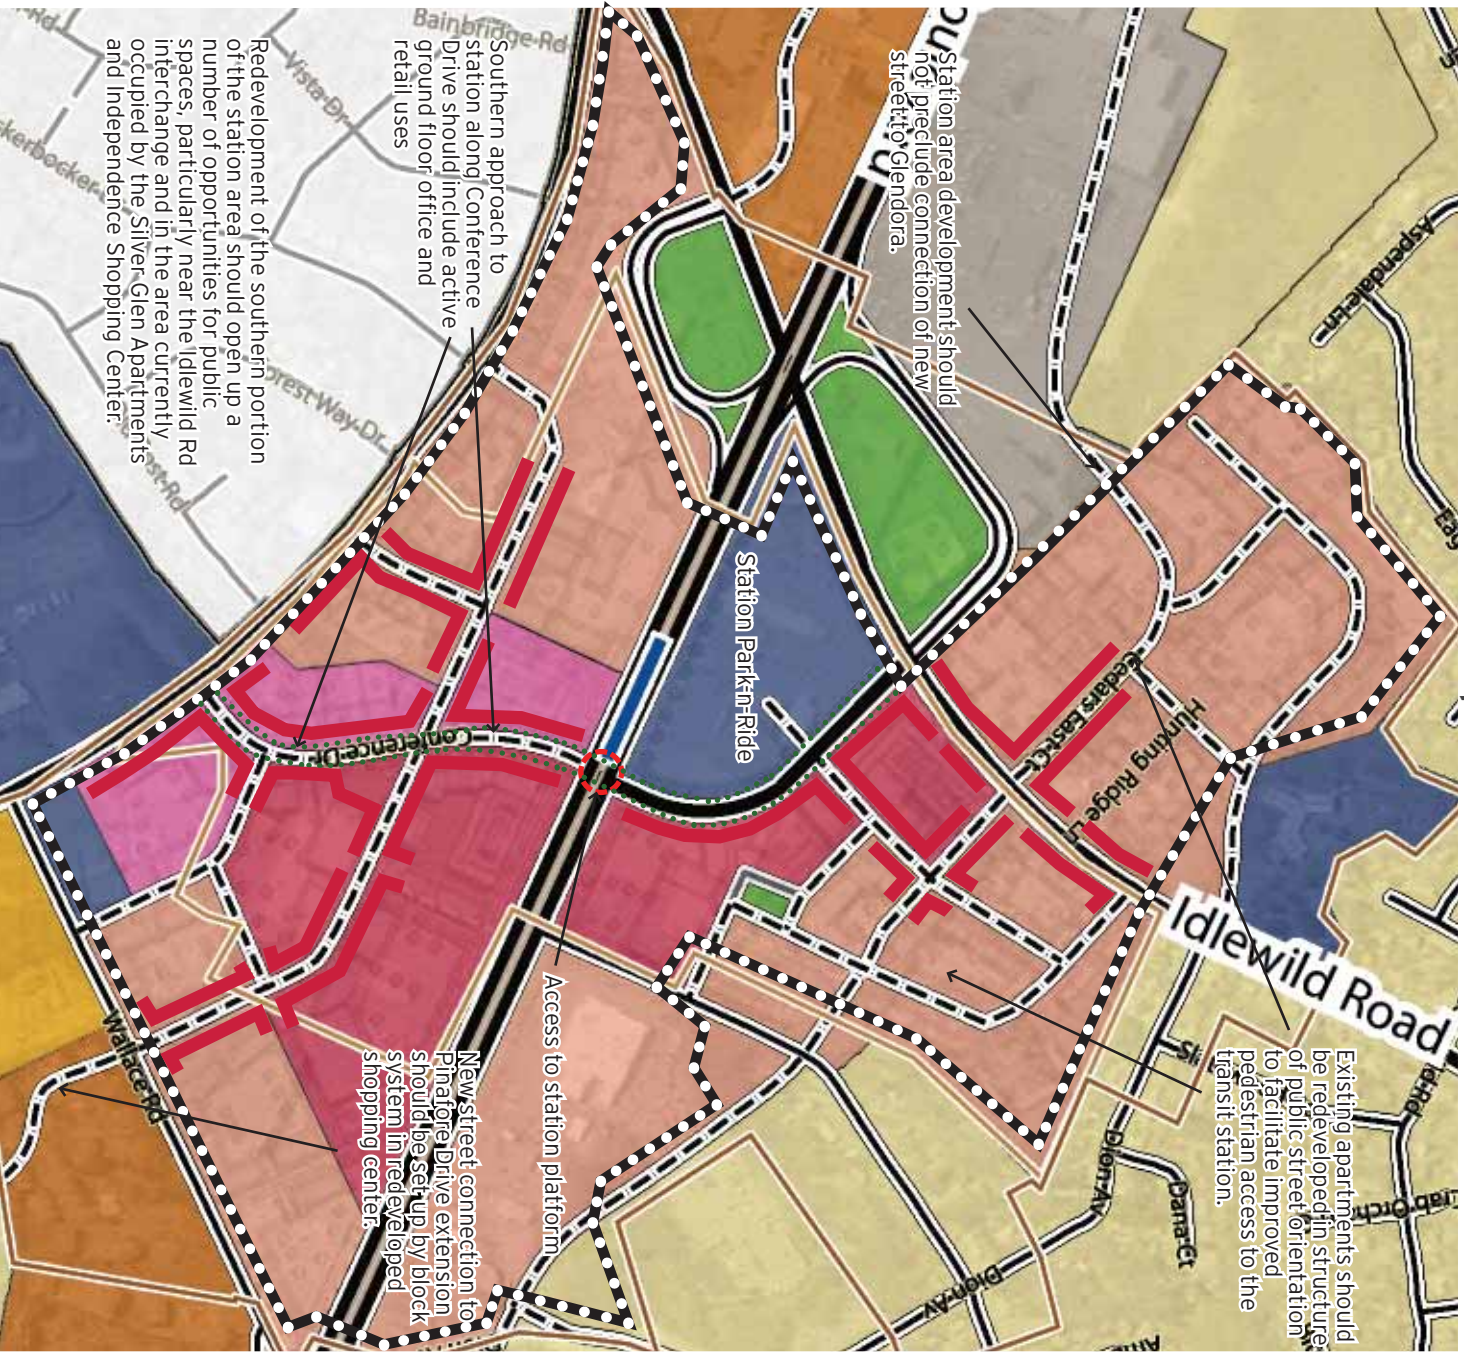 Station area development should
not preclude connection of new
street to Glendora.
Southern approach to
station along Conference
Drive should include active
ground floor office and
retail uses
Redevelopment of the southern portion
of the station area should open up a
number of opportunities for public
spaces, particularly near the Idlewild Rd
interchange and in the area currently
occupied by the Silver Glen Apartments
and Independence Shopping Center.
Existing apartments should
be redeveloped in structure
of public street orientation
to facilitate improved
pedestrian access to the
transit station.
Access to station platform
New street connection to
Pinafore Drive extension
should be set up by block
system in redeveloped
shopping center.
Station Park-n-Ride
Idlewild Road
Bainbridge Rd
Vista Dr
Forest Way Dr
Conference Dr
Cedars East Ct
Hunting Ridge Ln
Aspendale Ln
Wallace Rd
Dion Av
Dion Av
Dana Ct